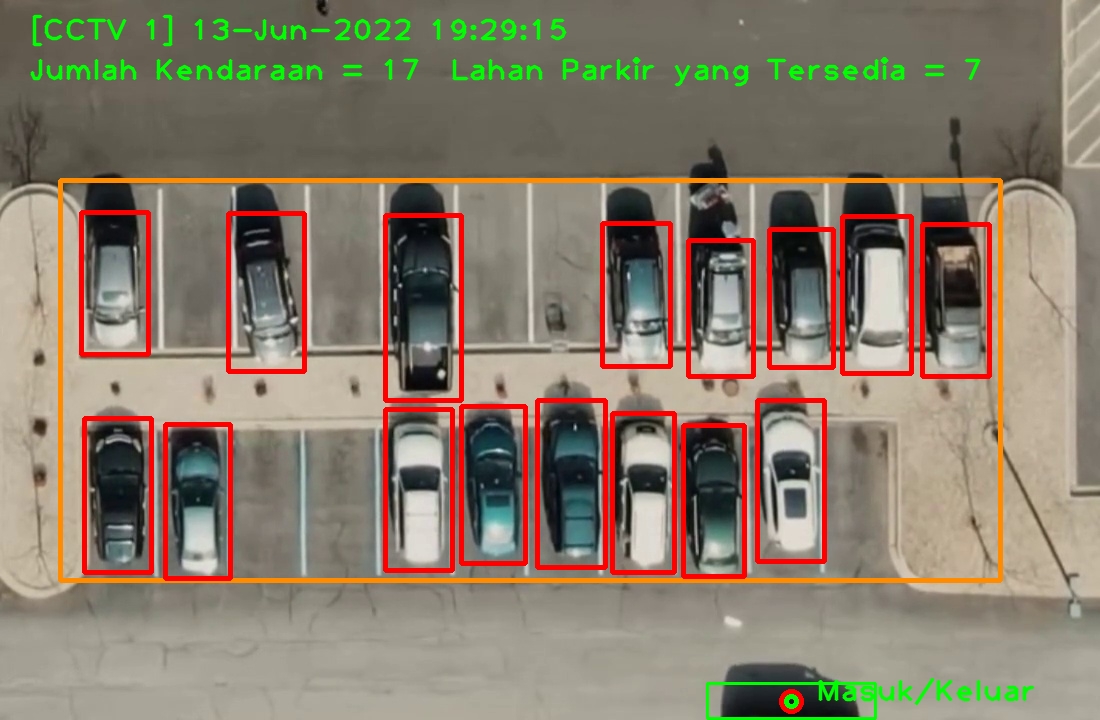 [CCTV 1] 13-Jun-2022 19:29:15
Jumlah Kendaraan = 17 Lahan Parkir yang Tersedia = 7
Masuk/Keluar